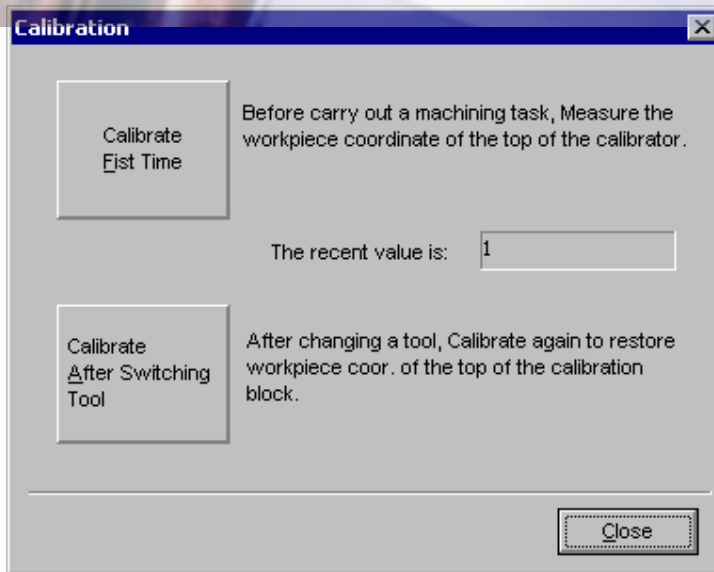 Calibration
Calibrate
Fist Time
Before carry out a machining task, Measure the
workpiece coordinate of the top of the calibrator.
The recent value is:
1
Calibrate
After Switching
Tool
After changing a tool, Calibrate again to restore
workpiece coor. of the top of the calibration
block.
Close